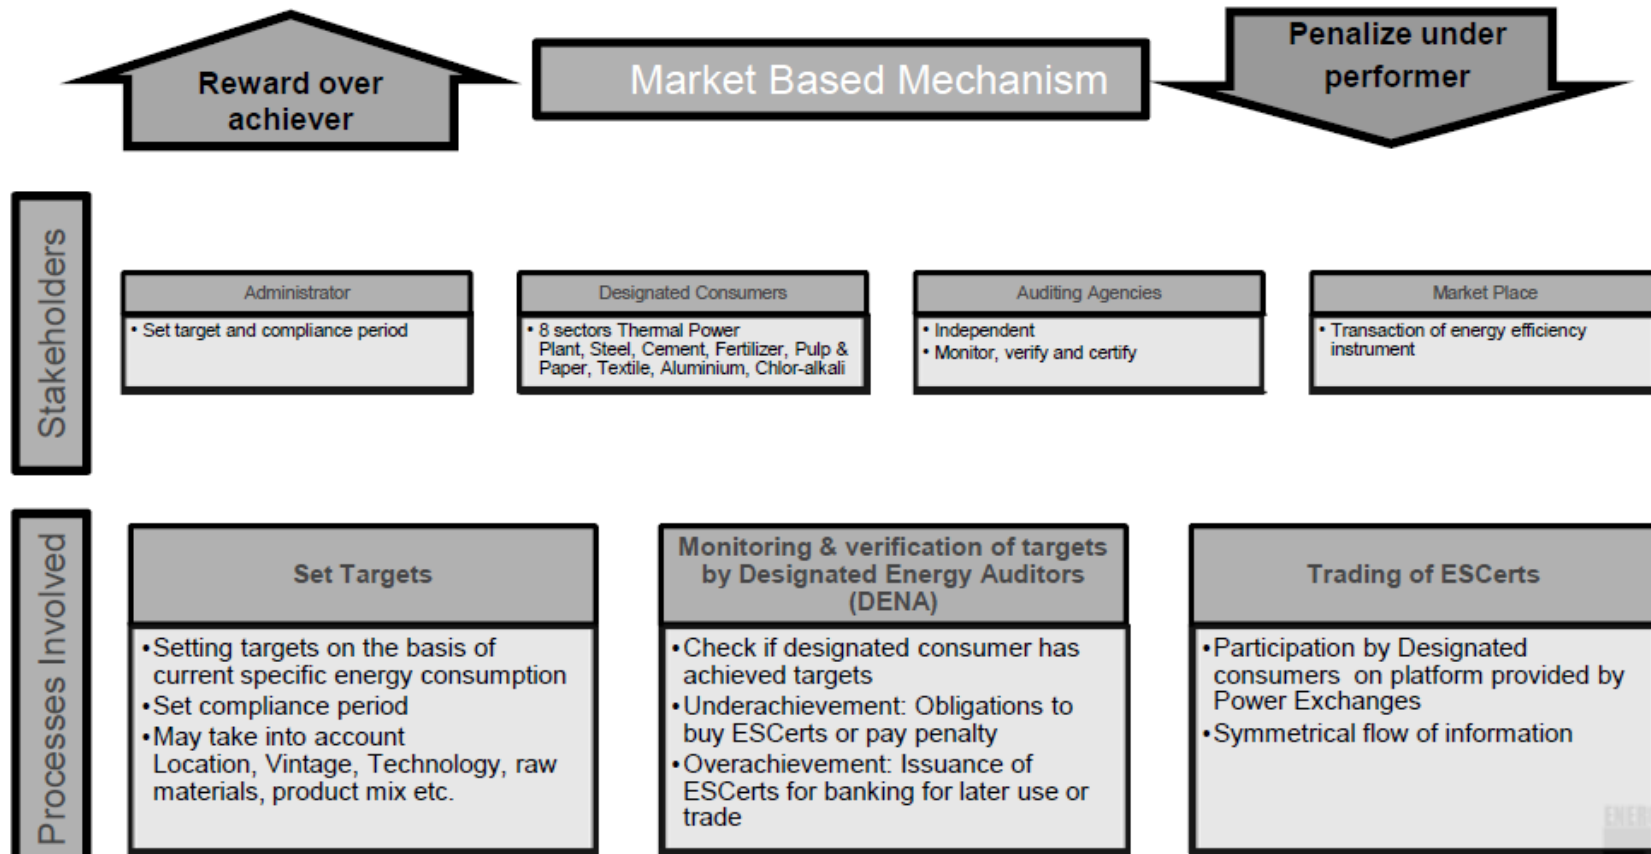 Reward over
achiever
Market Based Mechanism
Penalize under
performer
Stakeholders
Administrator
• Set target and compliance period
Designated Consumers
• 8 sectors Thermal Power
Plant, Steel, Cement, Fertilizer, Pulp &
Paper, Textile, Aluminium, Chlor-alkali
Auditing Agencies
• Independent
• Monitor, verify and certify
Market Place
• Transaction of energy efficiency
instrument
Processes Involved
Set Targets
•Setting targets on the basis of
current specific energy consumption
•Set compliance period
•May take into account
Location, Vintage, Technology, raw
materials, product mix etc.
Monitoring & verification of targets
by Designated Energy Auditors
(DENA)
•Check if designated consumer has
achieved targets
•Underachievement: Obligations to
buy ESCerts or pay penalty
•Overachievement: Issuance of
ESCerts for banking for later use or
trade
Trading of ESCerts
•Participation by Designated
consumers on platform provided by
Power Exchanges
•Symmetrical flow of information